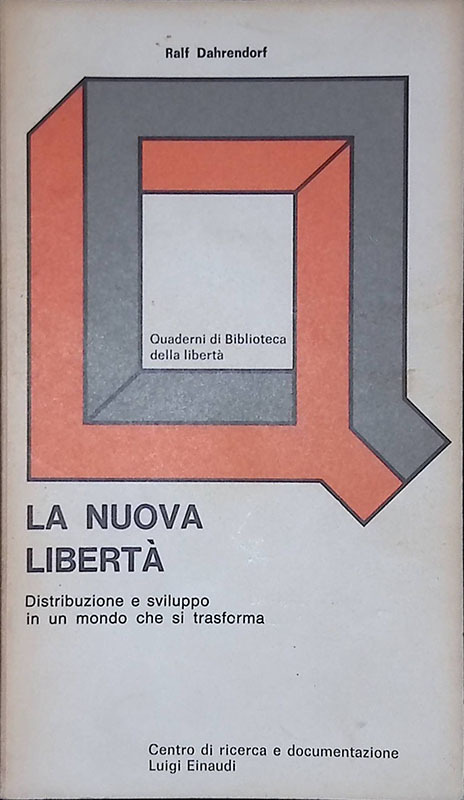 Ralf Dahrendorf
Quaderni di Biblioteca
della libertà
LA NUOVA
LIBERTÀ
Distribuzione e sviluppo
in un mondo che si trasforma
Centro di ricerca e documentazione
Luigi Einaudi